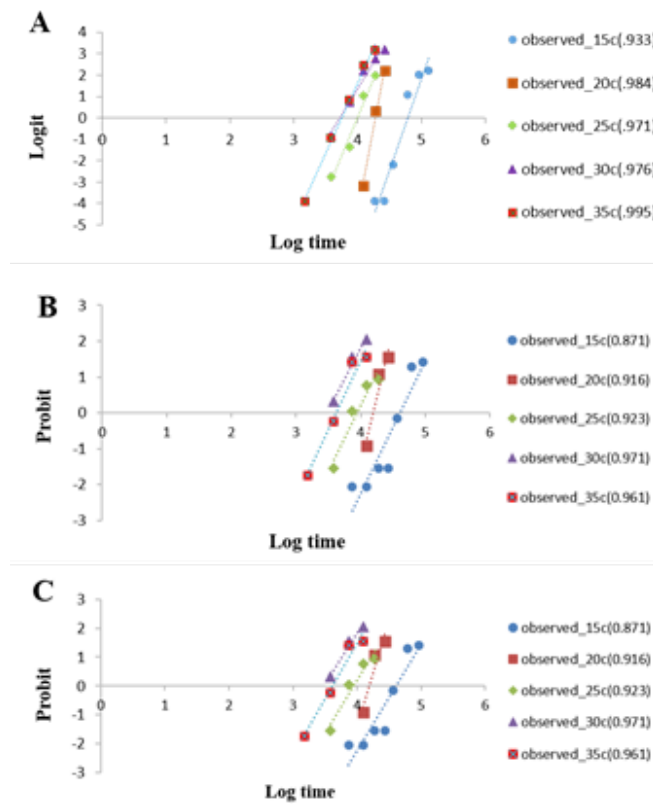 A
4
3
2
1
0
-1
-2
-3
-4
-5
0 1 2 3 4 5 6
Logit
Log time
observed_15c(.933)
observed_20c(.984)
observed_25c(.971)
observed_30c(.976)
observed_35c(.995)
B
3
2
1
0
-1
-2
-3
0 1 2 3 4 5 6
Probit
Log time
observed_15c(0.871)
observed_20c(0.916)
observed_25c(0.923)
observed_30c(0.971)
observed_35c(0.961)
C
3
2
1
0
-1
-2
-3
0 1 2 3 4 5 6
Probit
Log time
observed_15c(0.871)
observed_20c(0.916)
observed_25c(0.923)
observed_30c(0.971)
observed_35c(0.961)